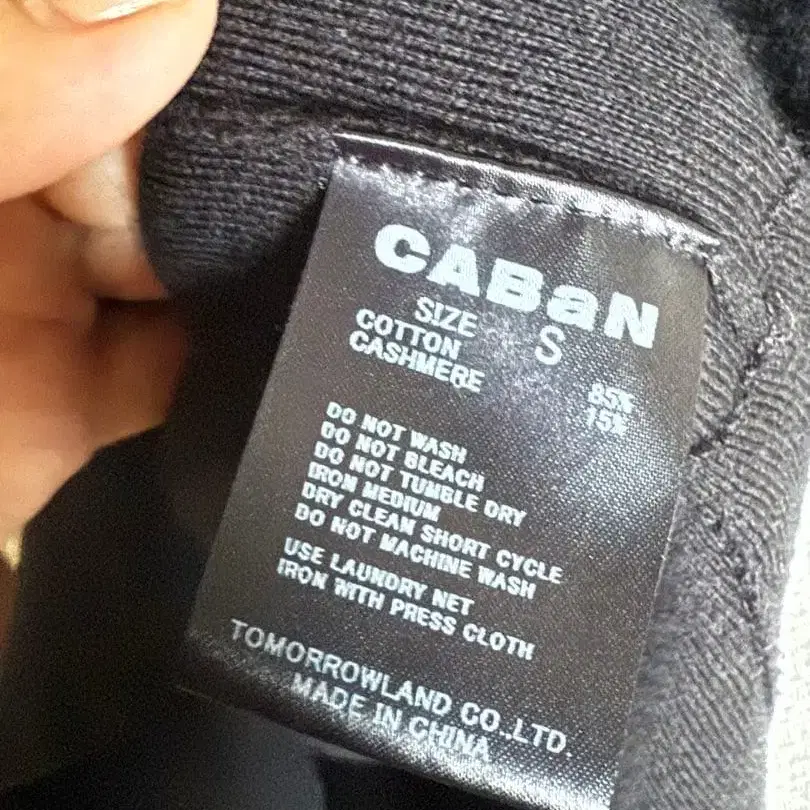 CABaN
SIZE S
COTTON 85%
CASHMERE 15%
DO NOT WASH
DO NOT BLEACH
DO NOT TUMBLE DRY
IRON MEDIUM
DRY CLEAN SHORT CYCLE
DO NOT MACHINE WASH
USE LAUNDRY NET
IRON WITH PRESS CLOTH
TOMORROWLAND CO.,LTD.
MADE IN CHINA